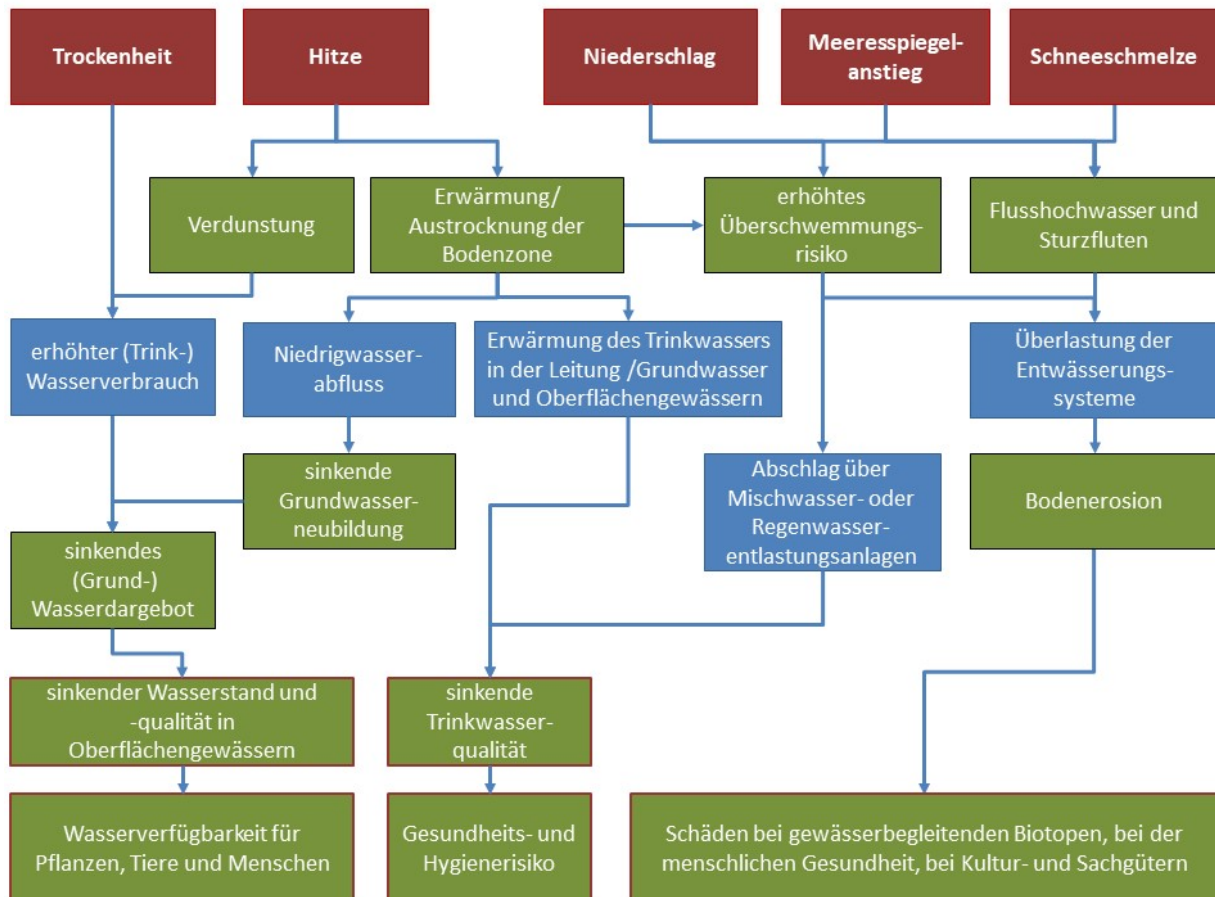 Trockenheit
Hitze
Niederschlag
Meeresspiegel-
anstieg
Schneeschmelze
Verdunstung
Erwärmung/
Austrocknung der
Bodenzone
erhöhtes
Überschwemmungs-
risiko
Flusshochwasser und
Sturzfluten
erhöhter (Trink-)
Wasserverbrauch
Niedrigwasser-
abfluss
Erwärmung des Trinkwassers
in der Leitung /Grundwasser
und Oberflächengewässern
Überlastung der
Entwässerungs-
systeme
sinkende
Grundwasser-
neubildung
Abschlag über
Mischwasser- oder
Regenwasser-
entlastungsanlagen
Bodenerosion
sinkendes
(Grund-)
Wasserdargebot
sinkender Wasserstand und
-qualität in
Oberflächengewässern
sinkende
Trinkwasser-
qualität
Wasserverfügbarkeit für
Pflanzen, Tiere und Menschen
Gesundheits- und
Hygienerisiko
Schäden bei gewässerbegleitenden Biotopen, bei der
menschlichen Gesundheit, bei Kultur- und Sachgütern